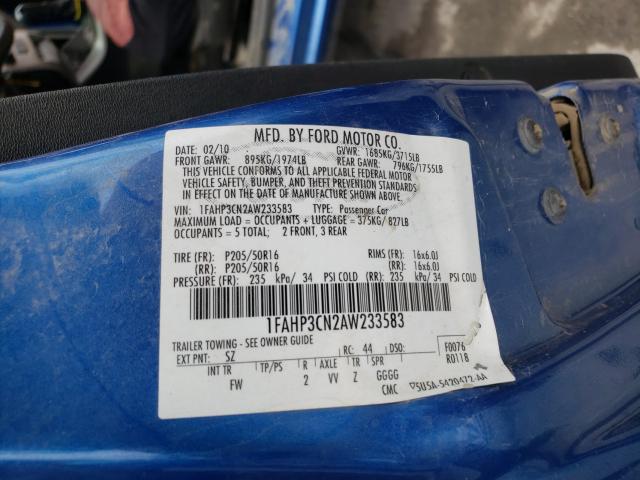 MFD. BY FORD MOTOR CO.
DATE: 02/10 GVWR: 1685KG/3715LB
FRONT GAWR: 895KG/1974LB REAR GAWR: 796KG/1755LB
THIS VEHICLE CONFORMS TO ALL APPLICABLE FEDERAL MOTOR
VEHICLE SAFETY, BUMPER, AND THEFT PREVENTION STANDARDS
IN EFFECT ON THE DATE OF MANUFACTURE SHOWN ABOVE.
VIN: 1FAHP3CN2AW233583 TYPE: Passenger Car
MAXIMUM LOAD = OCCUPANTS + LUGGAGE = 375KG/827LB
OCCUPANTS = 5 TOTAL; 2 FRONT, 3 REAR
TIRE (FR): P205/50R16 RIMS (FR): 16x6.0J
(RR): P205/50R16 (RR): 16x6.0J
PRESSURE (FR): 235 kPa/ 34 PSI COLD (RR): 235 kPa/ 34 PSI COLD
1FAHP3CN2AW233583
TRAILER TOWING - SEE OWNER GUIDE
EXT PNT: SZ RC: 44 DSO: F0076
INT TR TP/PS R AXLE TR SPR R0118
FW 2 VV Z GGGG
CMC 5U5A-5420472-AA